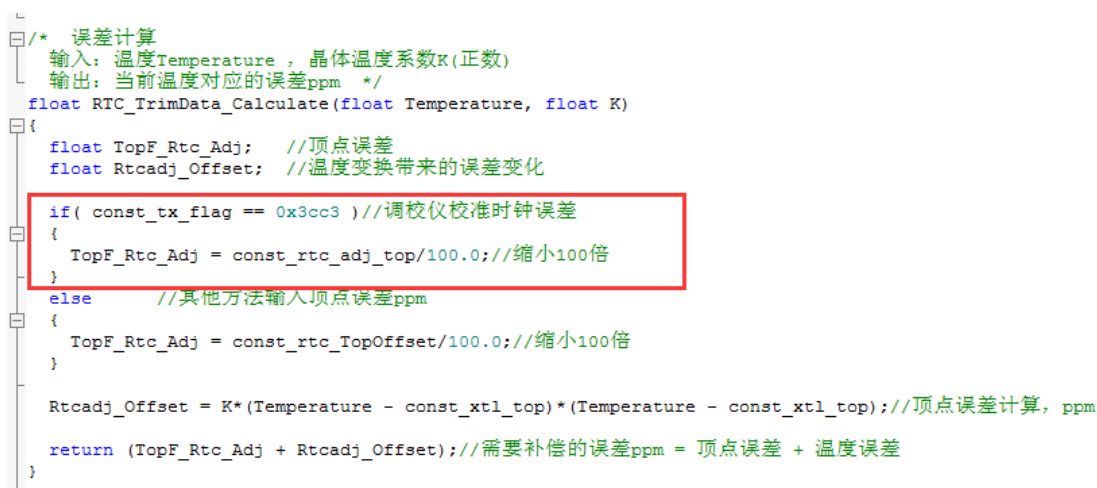 /*  误差计算
输入: 温度Temperature , 晶体温度系数K(正数)
输出: 当前温度对应的误差ppm  */
float RTC_TrimData_Calculate(float Temperature, float K)
{
float TopF_Rtc_Adj;   //顶点误差
float Rtcadj_Offset;  //温度变换带来的误差变化
if( const_tx_flag == 0x3cc3 )//调校仪校准时钟误差
{
TopF_Rtc_Adj = const_rtc_adj_top/100.0;//缩小100倍
}
else      //其他方法输入顶点误差ppm
{
TopF_Rtc_Adj = const_rtc_TopOffset/100.0;//缩小100倍
}
Rtcadj_Offset = K*(Temperature - const_xtl_top)*(Temperature - const_xtl_top);//顶点误差计算, ppm
return (TopF_Rtc_Adj + Rtcadj_Offset);//需要补偿的误差ppm = 顶点误差 + 温度误差
}